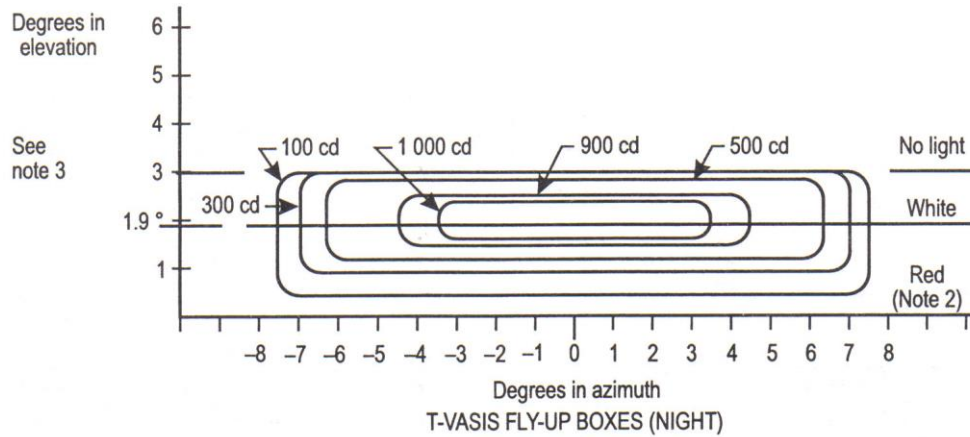 Degrees in
elevation
6
5
4
See
note 3
3
100 cd
1 000 cd
900 cd
500 cd
No light
300 cd
1.9 °
White
1
Red
(Note 2)
–8 –7 –6 –5 –4 –3 –2 –1 0 1 2 3 4 5 6 7 8
Degrees in azimuth
T-VASIS FLY-UP BOXES (NIGHT)